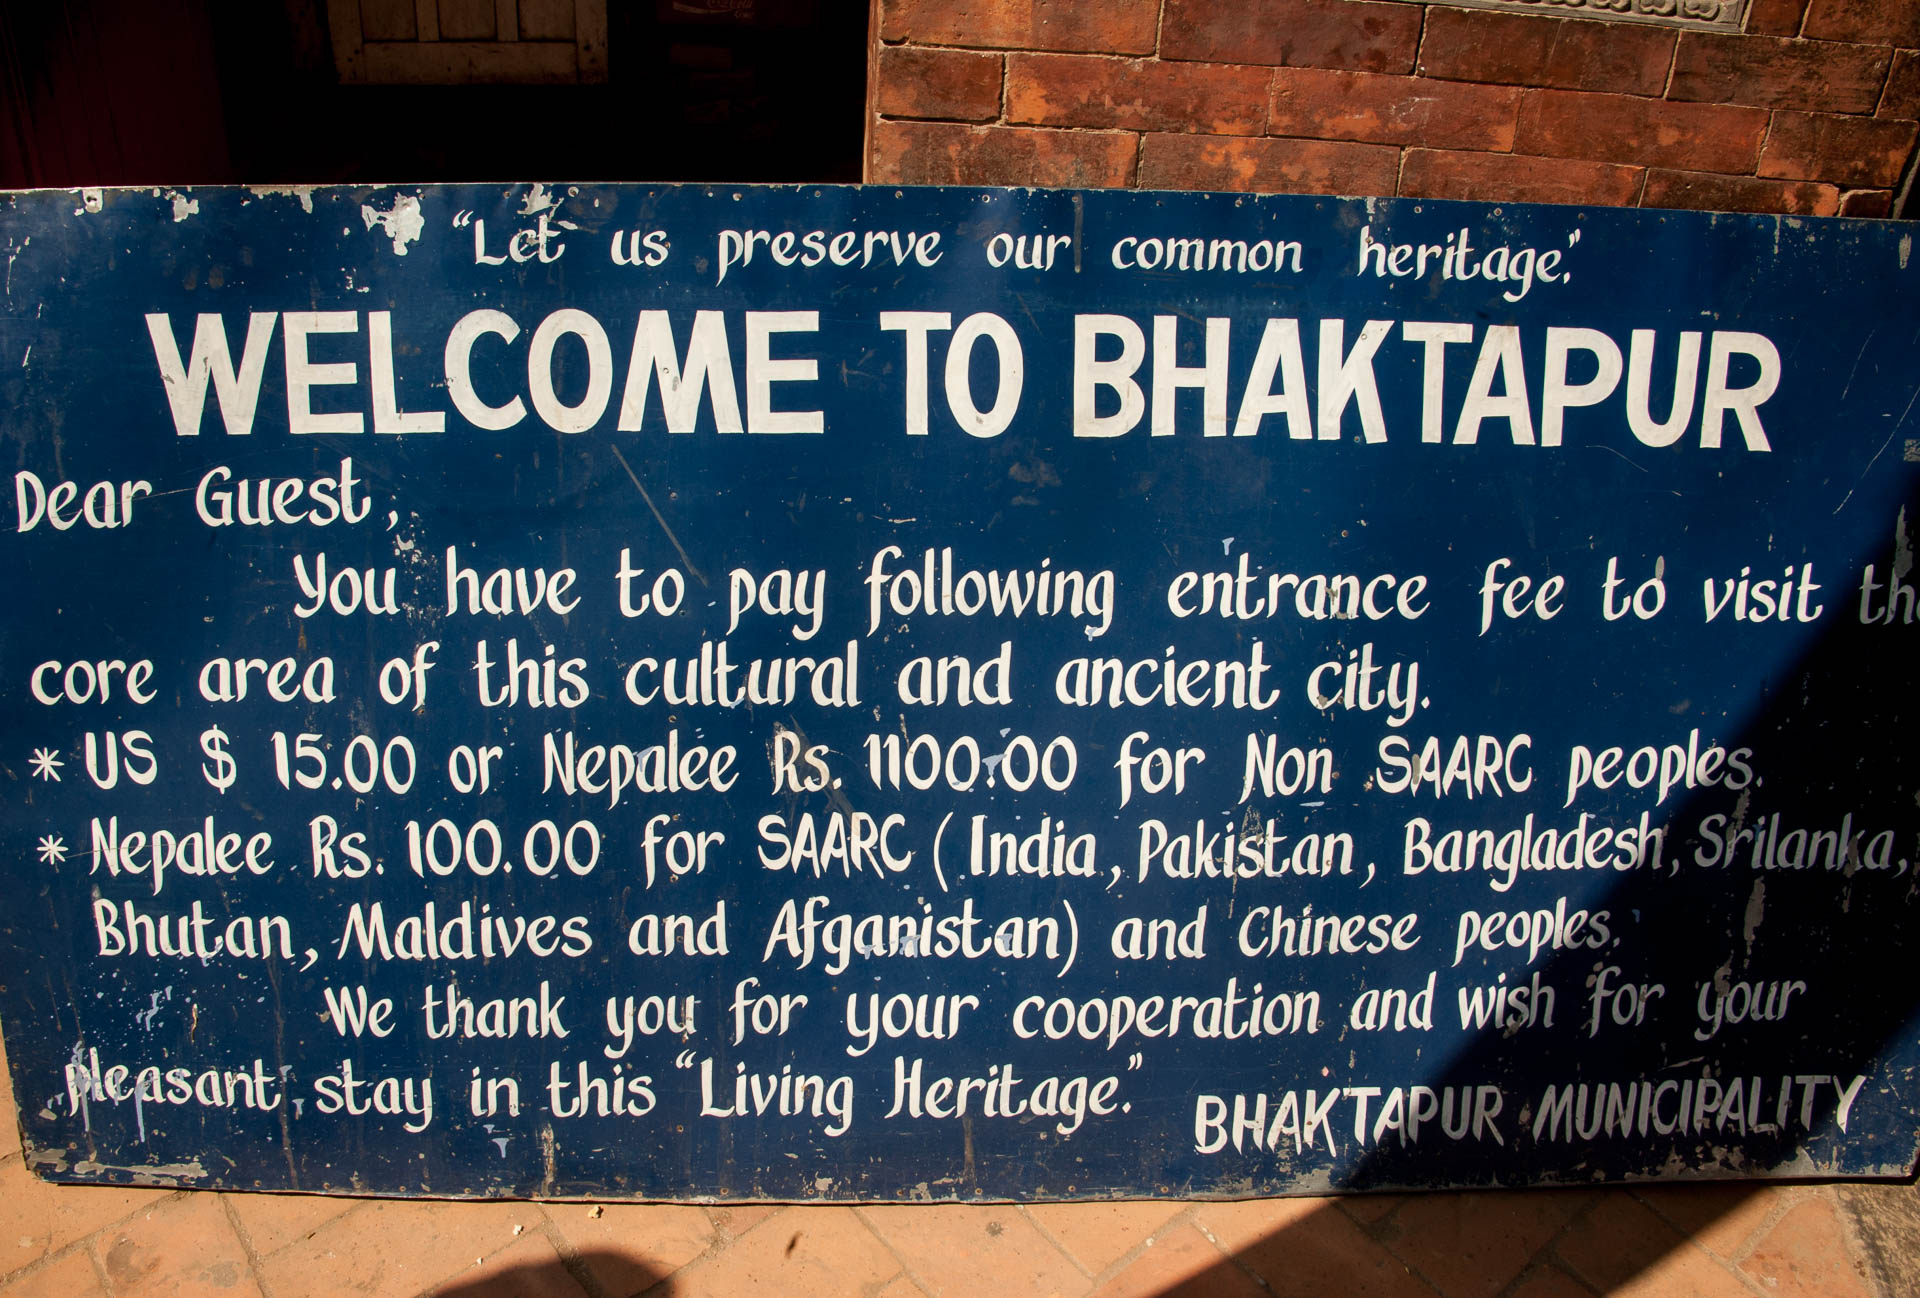 Coca-Cola
"Let us preserve our common heritage."
WELCOME TO BHAKTAPUR
Dear Guest,
You have to pay following entrance fee to visit the
core area of this cultural and ancient city.
* US $ 15.00 or Nepalee Rs. 1100.00 for Non SAARC peoples.
* Nepalee Rs. 100.00 for SAARC (India, Pakistan, Bangladesh, Srilanka,
Bhutan, Maldives and Afganistan) and Chinese peoples.
We thank you for your cooperation and wish for your
pleasant stay in this "Living Heritage."
BHAKTAPUR MUNICIPALITY